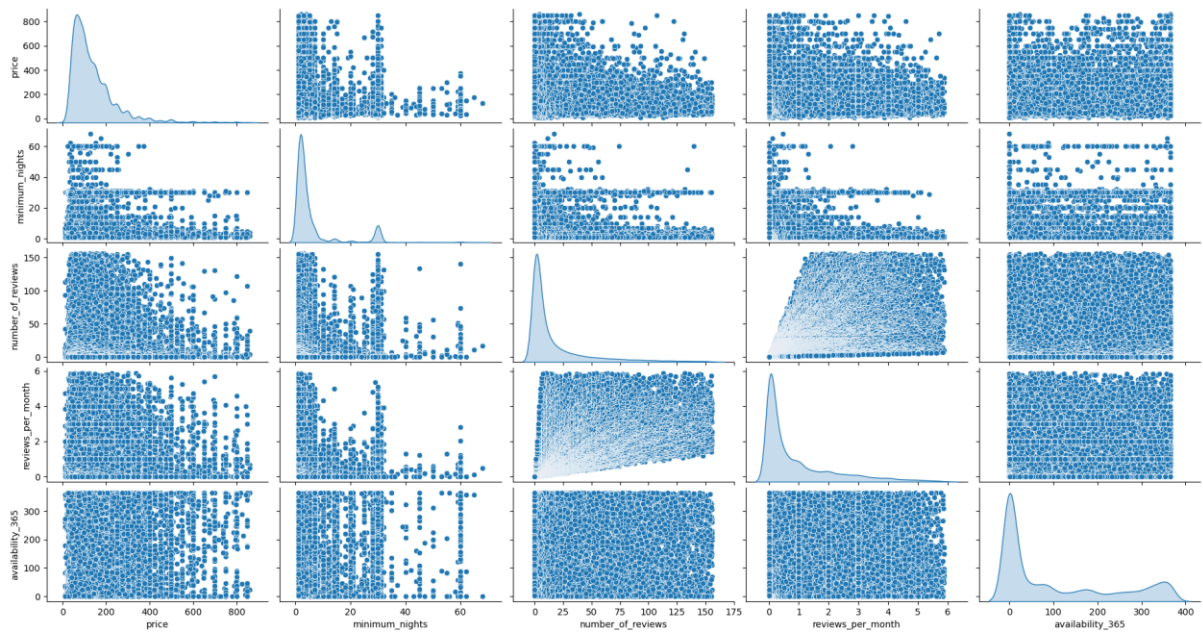 price
800
600
400
200
0
minimum_nights
60
40
20
0
number_of_reviews
150
100
50
0
reviews_per_month
6
4
2
0
availability_365
300
200
100
0
0 200 400 600 800
price
0 20 40 60
minimum_nights
0 25 50 75 100 125 150 175
number_of_reviews
0 1 2 3 4 5 6
reviews_per_month
0 100 200 300 400
availability_365